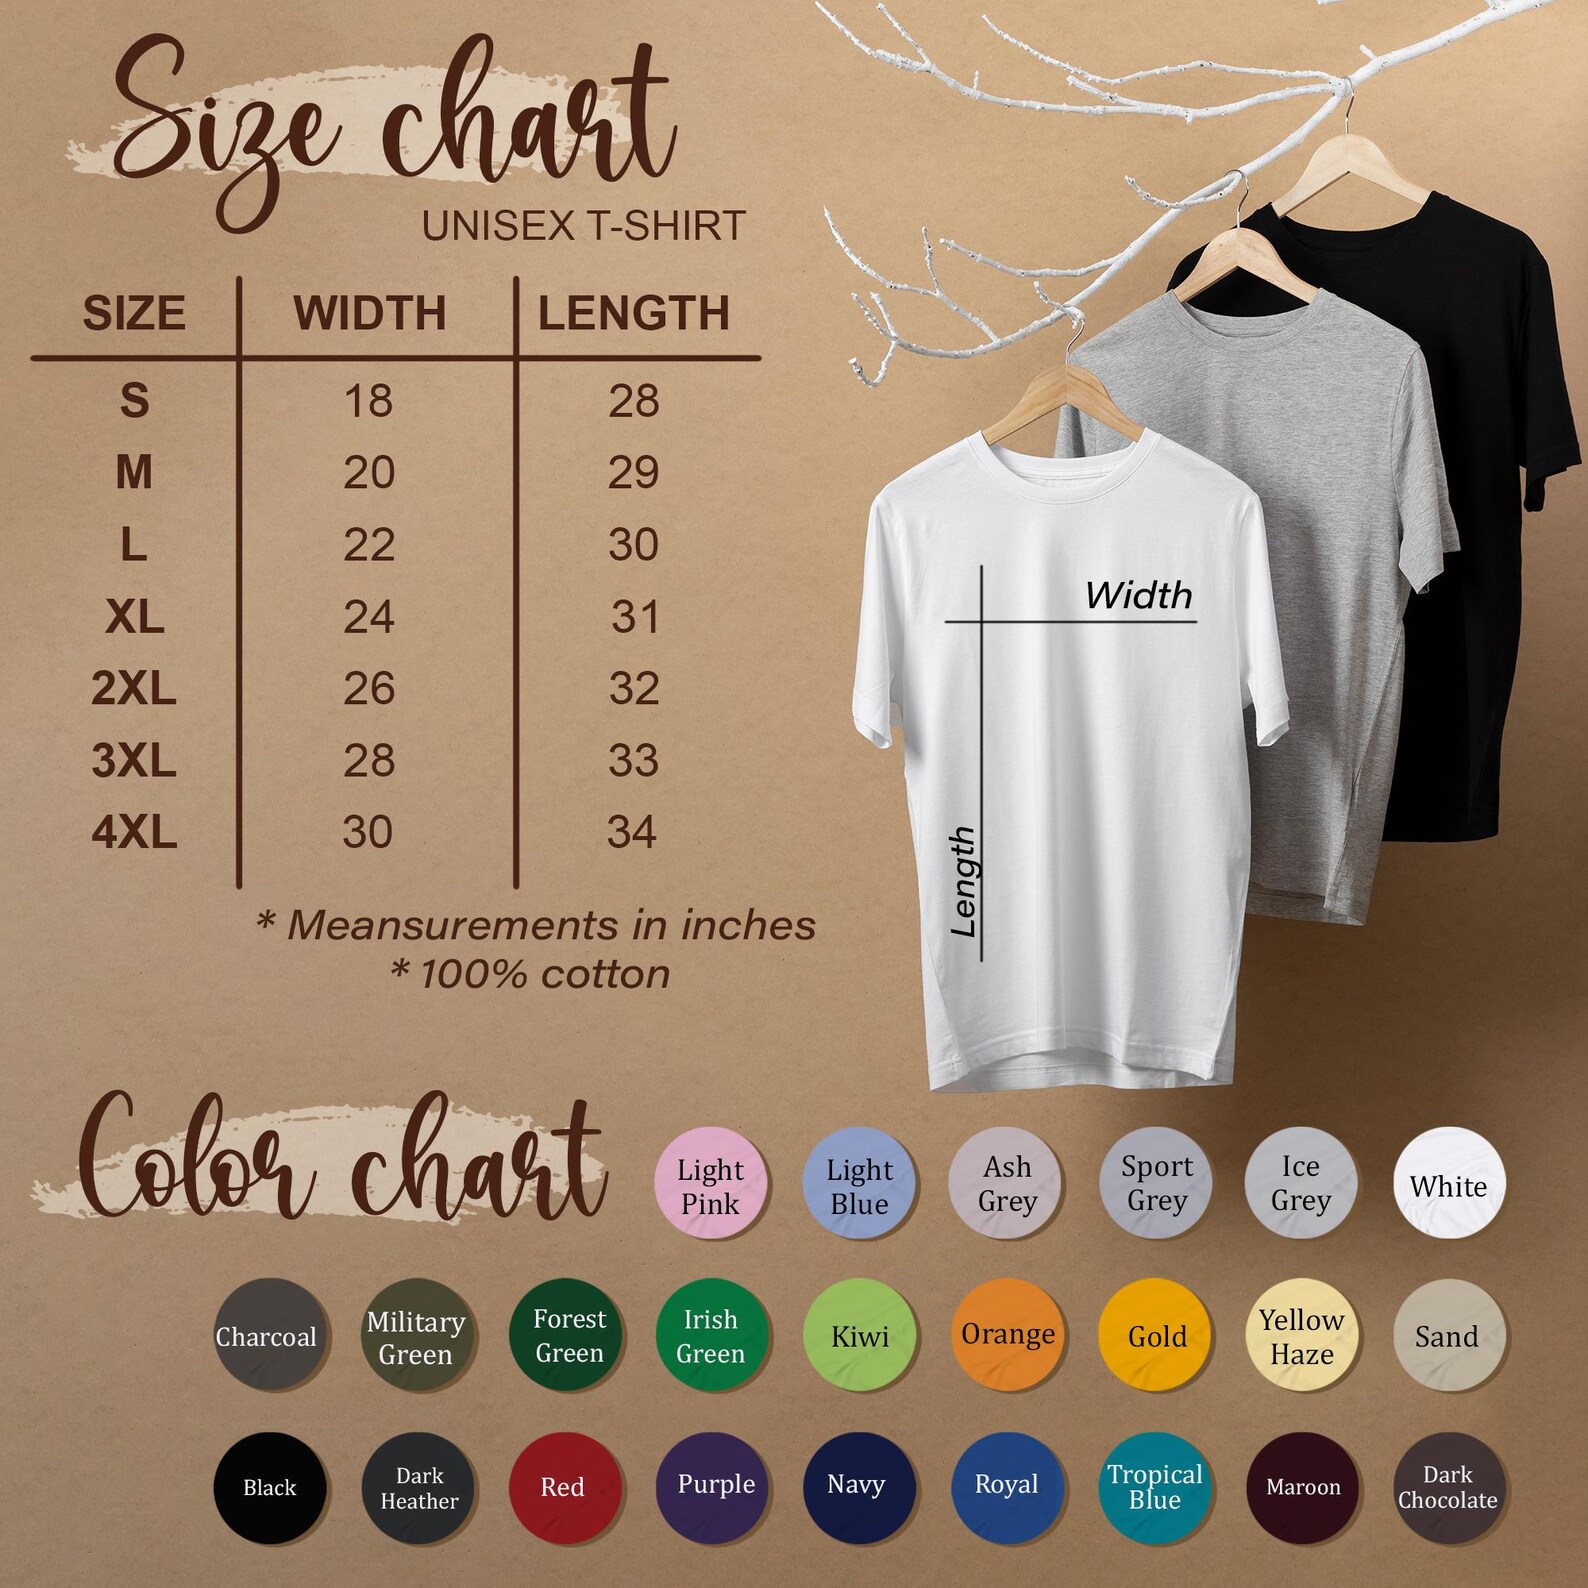 Size chart
UNISEX T-SHIRT
SIZE WIDTH LENGTH
S 18 28
M 20 29
L 22 30
XL 24 31
2XL 26 32
3XL 28 33
4XL 30 34
* Meansurements in inches
* 100% cotton
Width
Length
Color chart
Light
Pink
Light
Blue
Ash
Grey
Sport
Grey
Ice
Grey
White
Charcoal
Military
Green
Forest
Green
Irish
Green
Kiwi
Orange
Gold
Yellow
Haze
Sand
Black
Dark
Heather
Red
Purple
Navy
Royal
Tropical
Blue
Maroon
Dark
Chocolate